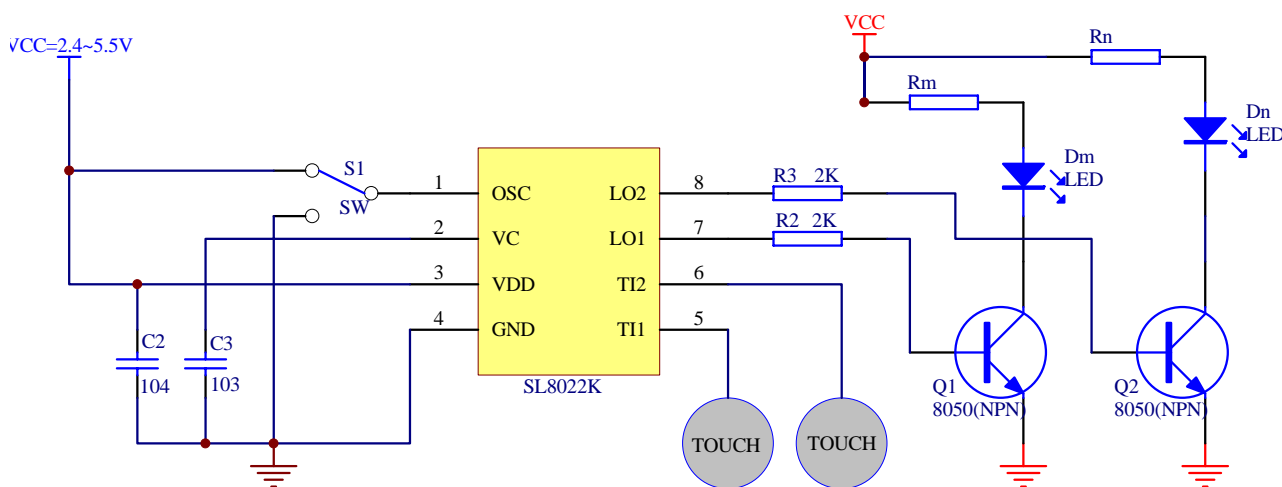 VCC=2.4~5.5V
VCC
Rn
Rm
Dn
LED
S1
SW
Dm
LED
1
OSC
LO2
8
R3 2K
2
VC
LO1
7
R2 2K
3
VDD
TI2
6
4
GND
TI1
5
C2
104
C3
103
SL8022K
Q1
8050(NPN)
Q2
8050(NPN)
TOUCH
TOUCH